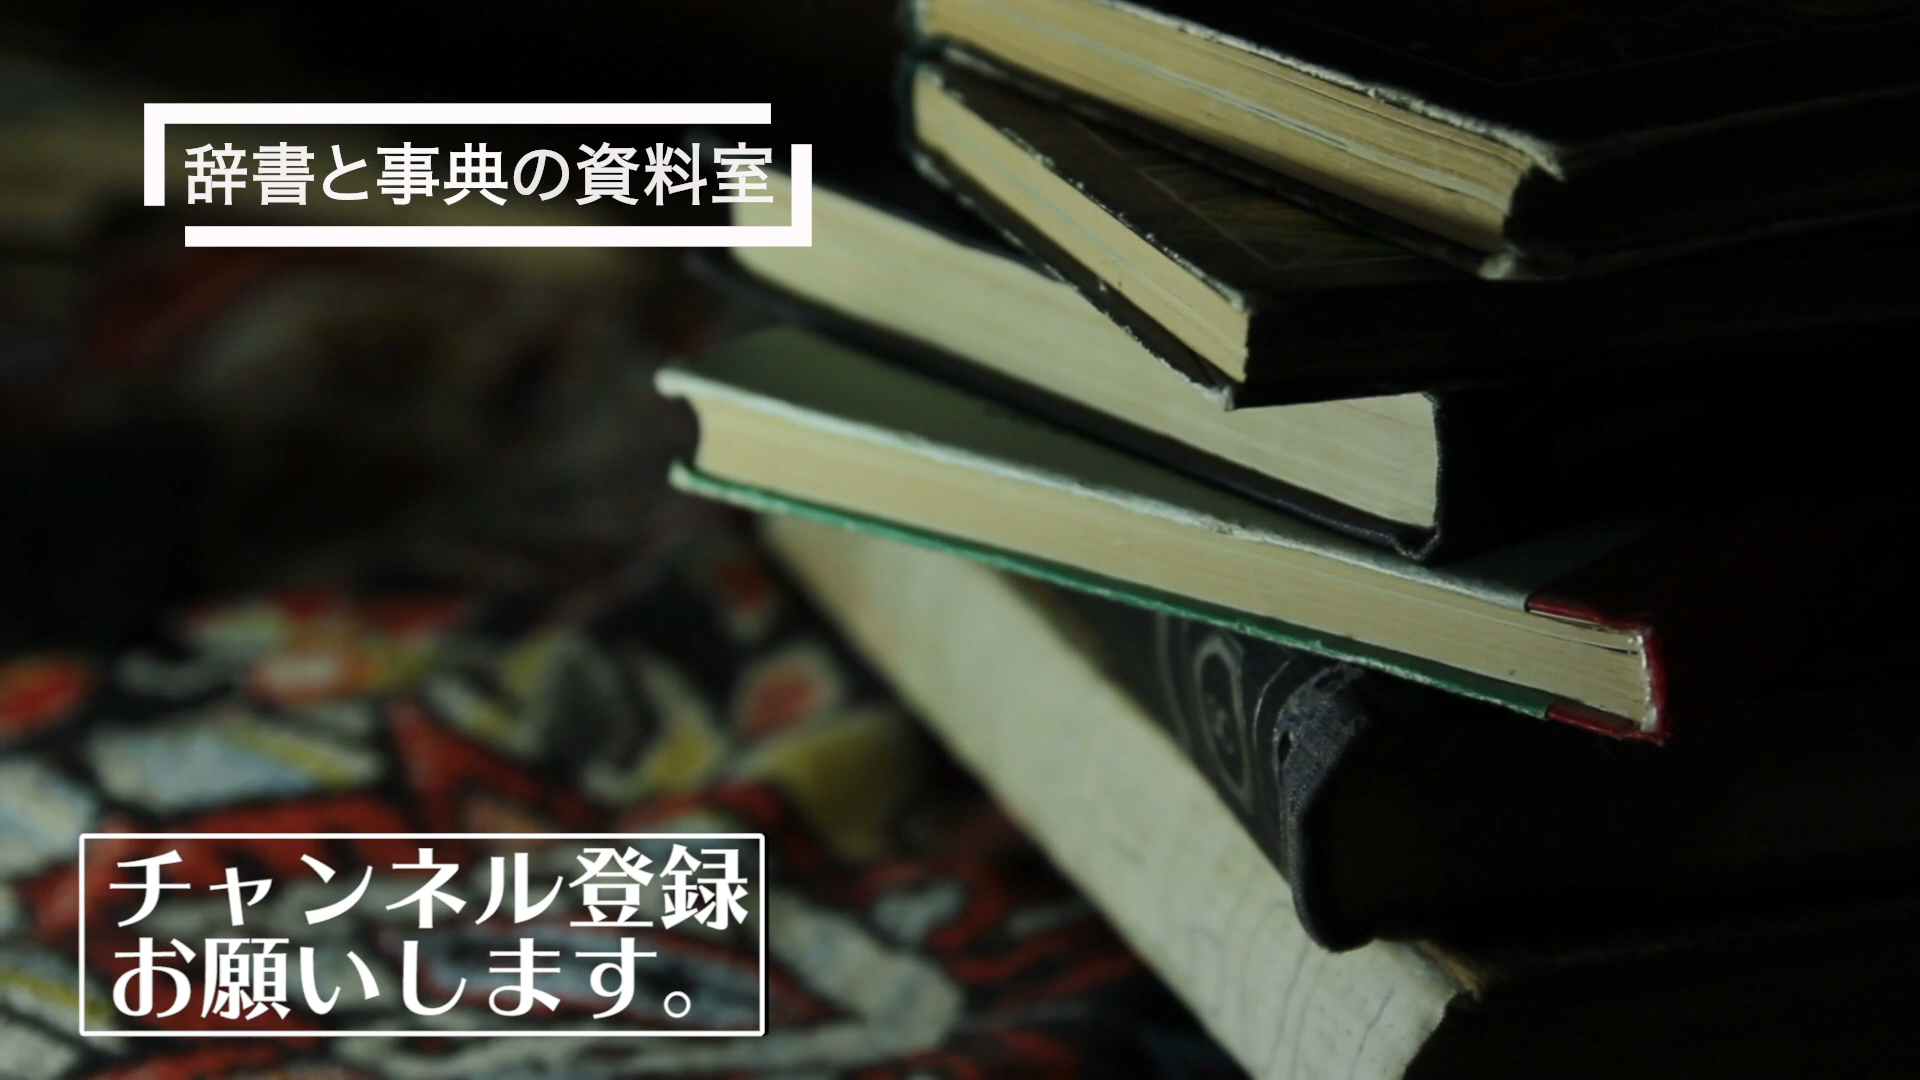 辞書と事典の資料室
チャンネル登録
お願いします。